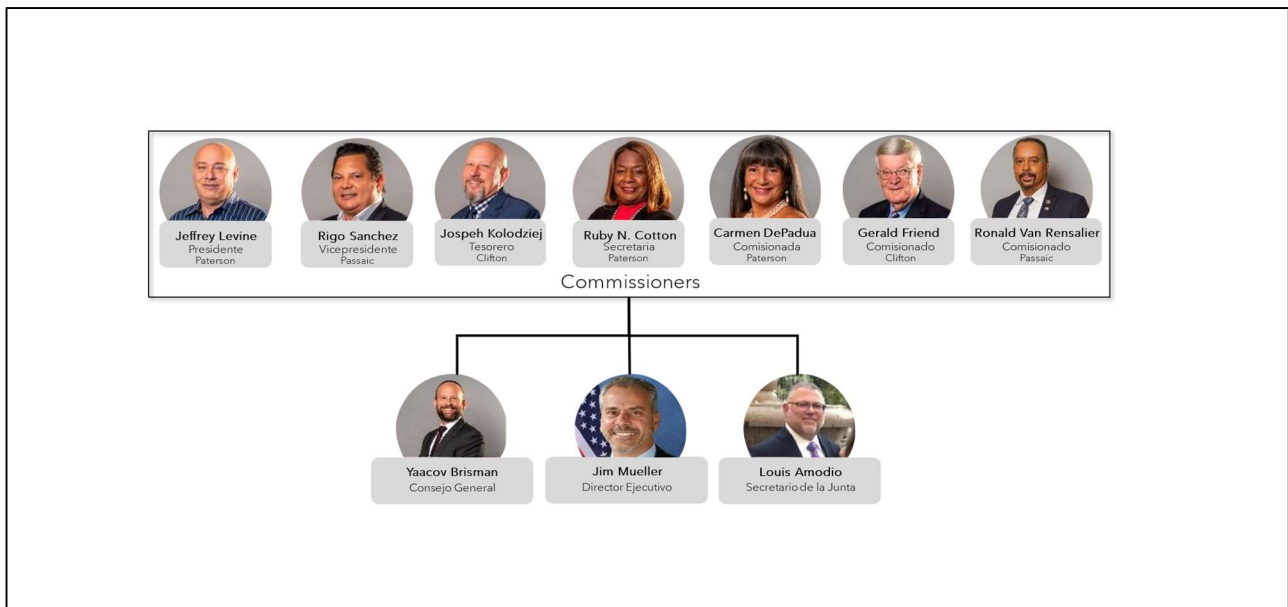 Jeffrey Levine
Presidente
Paterson
Rigo Sanchez
Vicepresidente
Passaic
Jospeh Kolodziej
Tesorero
Clifton
Ruby N. Cotton
Secretaria
Paterson
Carmen DePadua
Comisionada
Paterson
Gerald Friend
Comisionado
Clifton
Ronald Van Rensalier
Comisionado
Passaic
Commissioners
Yaacov Brisman
Consejo General
Jim Mueller
Director Ejecutivo
Louis Amodio
Secretario de la Junta